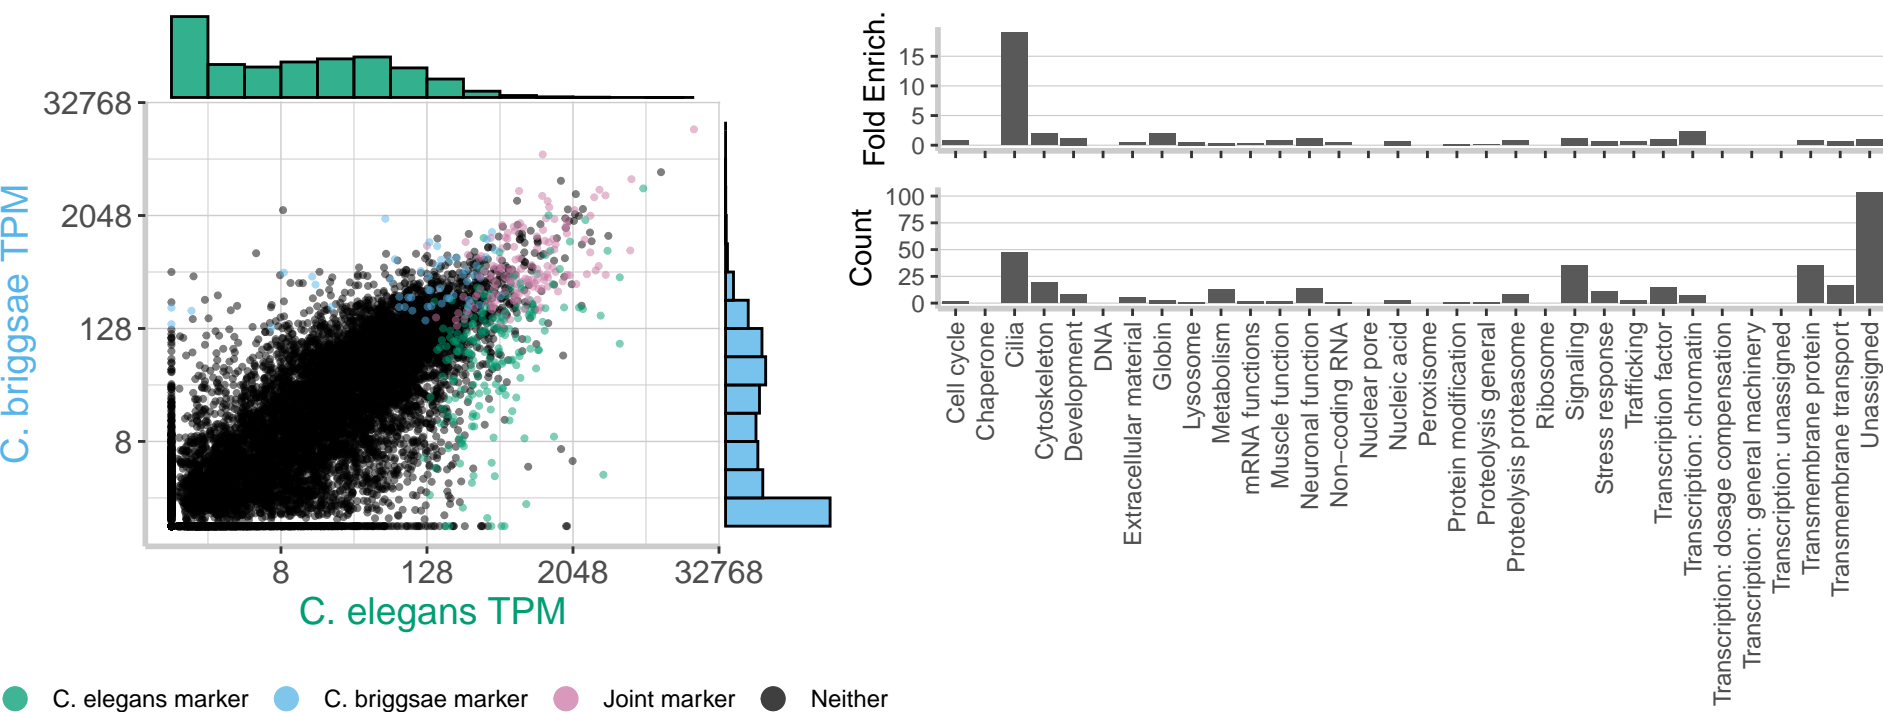 32768
2048
128
8
C. briggsae TPM
8
128
2048
32768
C. elegans TPM
C. elegans marker
C. briggsae marker
Joint marker
Neither
Fold Enrich.
15
10
5
0
Count
100
75
50
25
0
Cell cycle
Chaperone
Cilia
Cytoskeleton
Development
DNA
Extracellular material
Globin
Lysosome
Metabolism
mRNA functions
Muscle function
Neuronal function
Non−coding RNA
Nuclear pore
Nucleic acid
Peroxisome
Protein modification
Proteolysis general
Proteolysis proteasome
Ribosome
Signaling
Stress response
Trafficking
Transcription factor
Transcription: chromatin
Transcription: dosage compensation
Transcription: general machinery
Transcription: unassigned
Transmembrane protein
Transmembrane transport
Unassigned